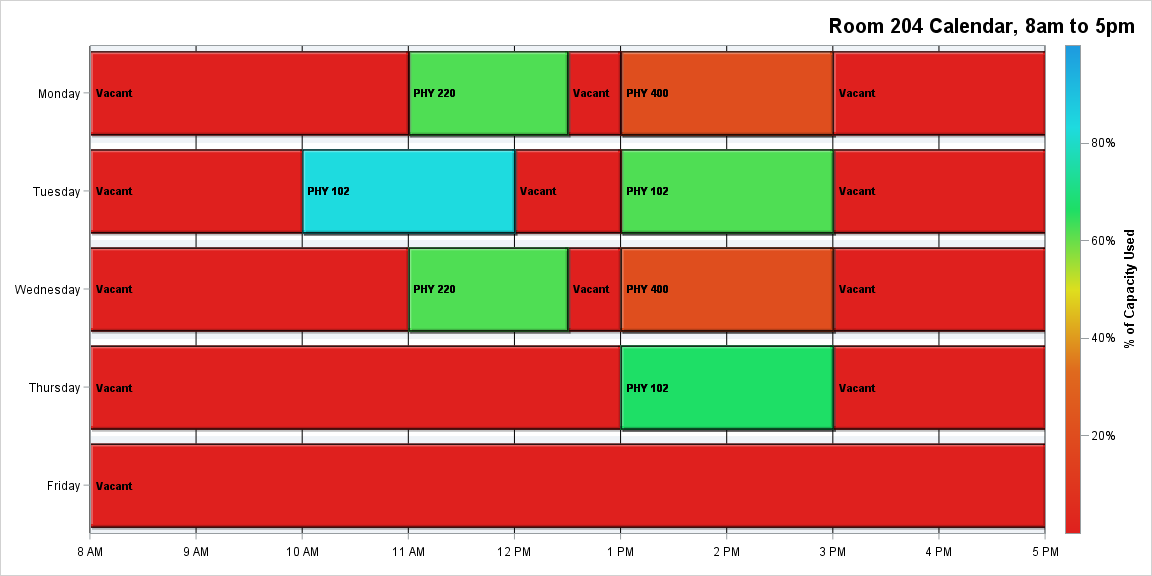 Room 204 Calendar, 8am to 5pm
Monday
Vacant
PHY 220
Vacant
PHY 400
Vacant
Tuesday
Vacant
PHY 102
Vacant
PHY 102
Vacant
Wednesday
Vacant
PHY 220
Vacant
PHY 400
Vacant
Thursday
Vacant
PHY 102
Vacant
Friday
Vacant
8 AM
9 AM
10 AM
11 AM
12 PM
1 PM
2 PM
3 PM
4 PM
5 PM
80%
60%
40%
20%
% of Capacity Used